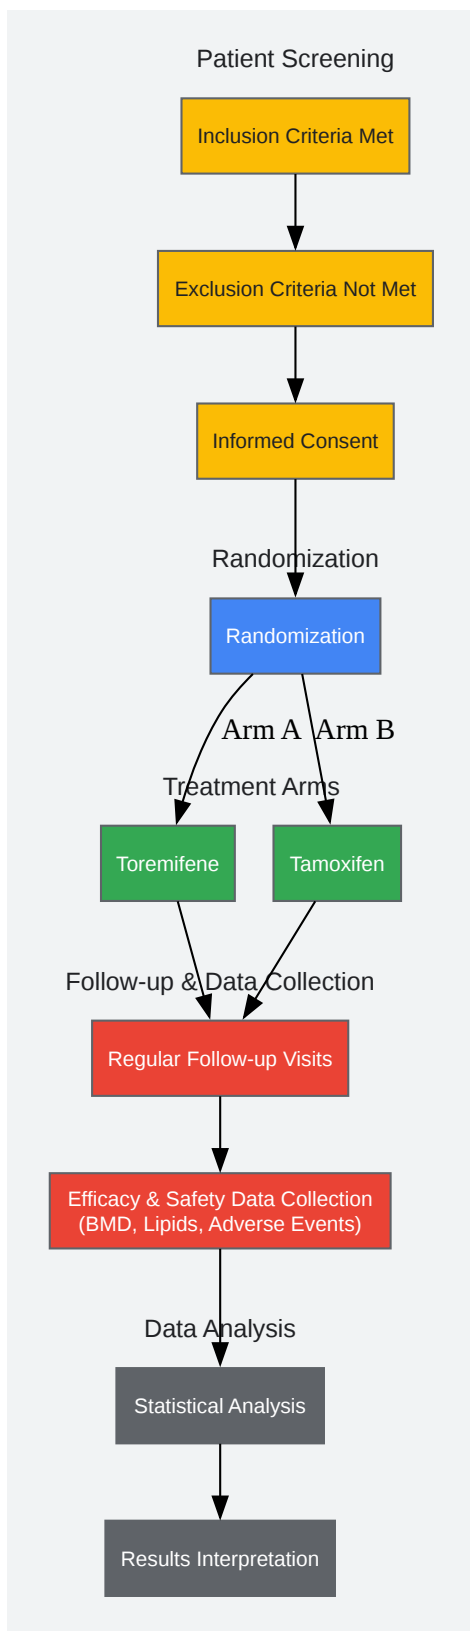 Patient Screening
Inclusion Criteria Met
Exclusion Criteria Not Met
Informed Consent
Randomization
Randomization
Arm A
Arm B
Treatment Arms
Toremifene
Tamoxifen
Follow-up & Data Collection
Regular Follow-up Visits
Efficacy & Safety Data Collection
(BMD, Lipids, Adverse Events)
Data Analysis
Statistical Analysis
Results Interpretation